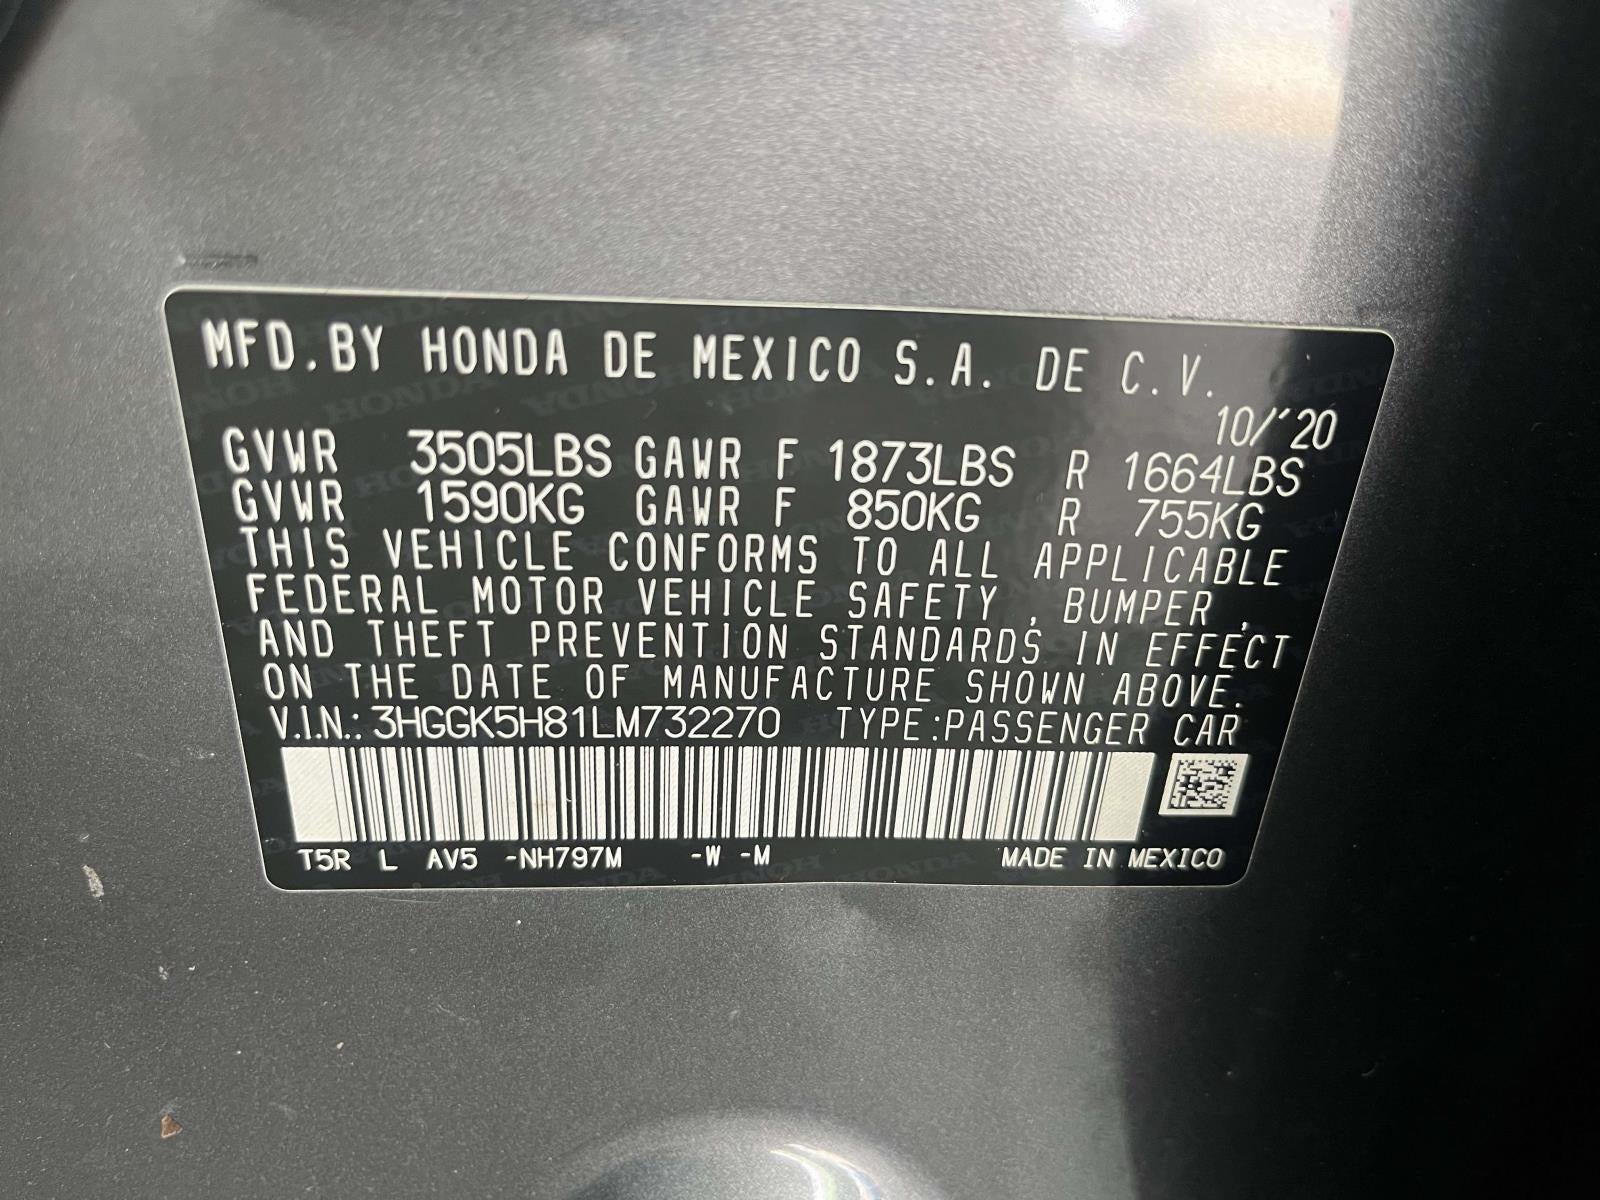 MFD.BY HONDA DE MEXICO S.A. DE C.V.
10/'20
GVWR 3505LBS GAWR F 1873LBS R 1664LBS
GVWR 1590KG GAWR F 850KG R 755KG
THIS VEHICLE CONFORMS TO ALL APPLICABLE
FEDERAL MOTOR VEHICLE SAFETY, BUMPER,
AND THEFT PREVENTION STANDARDS IN EFFECT
ON THE DATE OF MANUFACTURE SHOWN ABOVE.
V.I.N.: 3HGGK5H81LM732270 TYPE:PASSENGER CAR
T5R L AV5 -NH797M -W -M MADE IN MEXICO